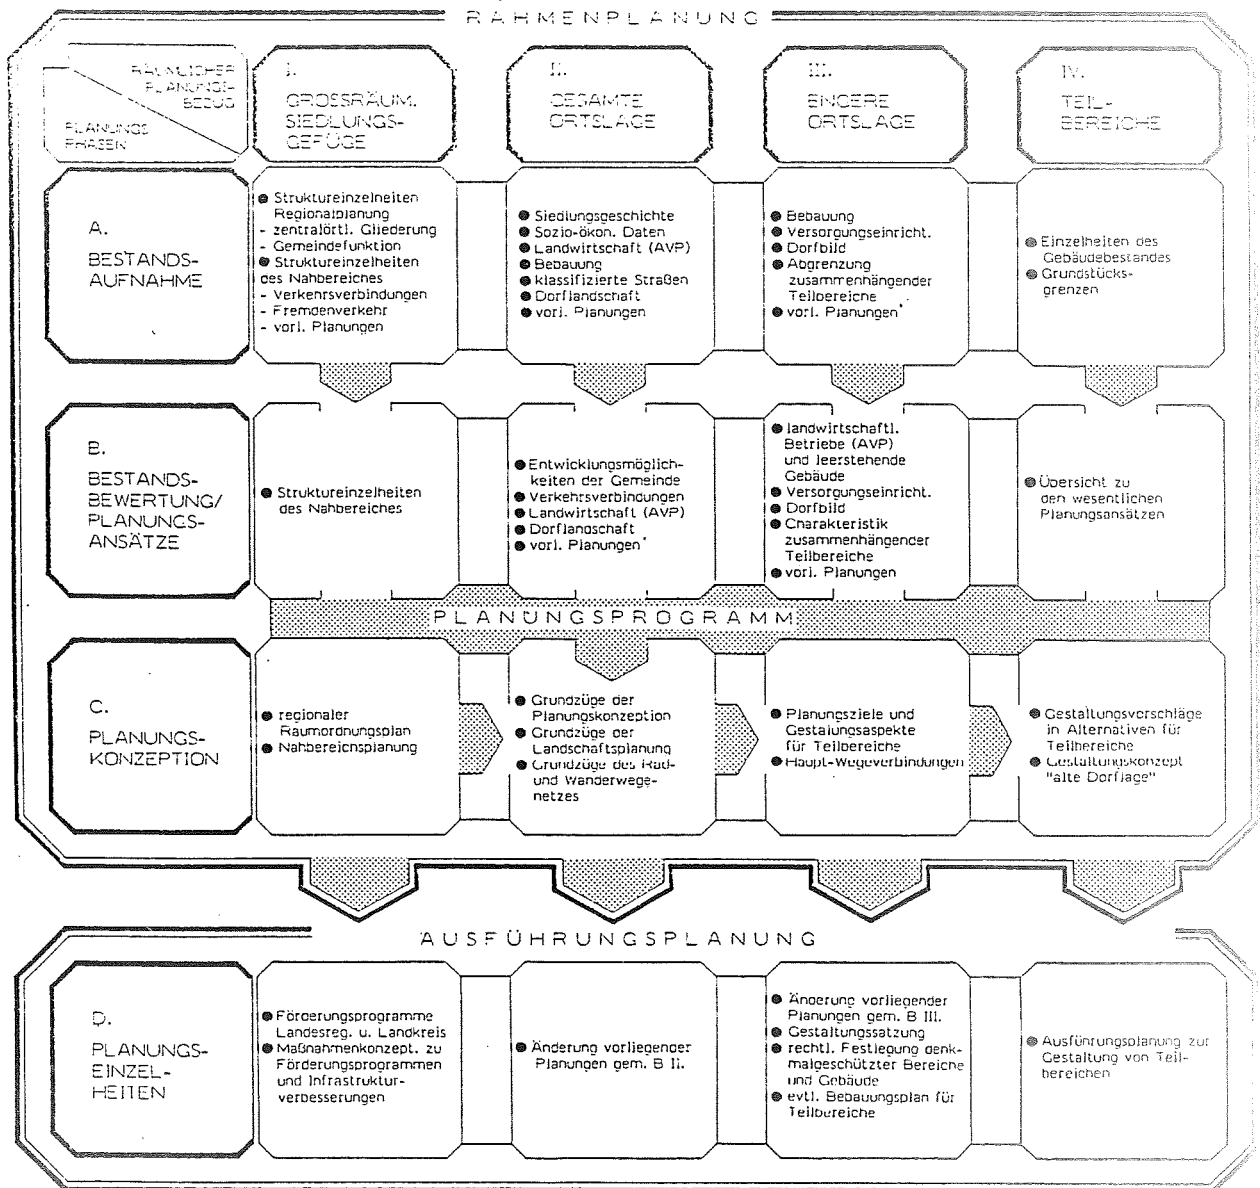 RAHMENPLANUNG
RÄUMLICHER
PLANUNGS-
BEZUG
PLANUNGS
PHASEN
I.
GROSSRÄUM.
SIEDLUNGS-
GEFÜGE
II.
GESAMTE
ORTSLAGE
III.
ENGERE
ORTSLAGE
IV.
TEIL-
BEREICHE
A.
BESTANDS-
AUFNAHME
● Struktureinzelheiten
Regionalplanung
- zentralörtl. Gliederung
- Gemeindefunktion
● Struktureinzelheiten
des Nahbereiches
- Verkehrsverbindungen
- Fremdenverkehr
- vorl. Planungen
● Siedlungsgeschichte
● Sozio-ökon. Daten
● Landwirtschaft (AVP)
● Bebauung
● klassifizierte Straßen
● Dorflandschaft
● vorl. Planungen
● Bebauung
● Versorgungseinricht.
● Dorfbild
● Abgrenzung
zusammenhängender
Teilbereiche
● vorl. Planungen*
● Einzelheiten des
Gebäudebestandes
● Grundstücks-
grenzen
B.
BESTANDS-
BEWERTUNG/
PLANUNGS-
ANSÄTZE
● Struktureinzelheiten
des Nahbereiches
● Entwicklungsmöglich-
keiten der Gemeinde
● Verkehrsverbindungen
● Landwirtschaft (AVP)
● Dorflandschaft
● vorl. Planungen*
● landwirtschaftl.
Betriebe (AVP)
und leerstehende
Gebäude
● Versorgungseinricht.
● Dorfbild
● Charakteristik
zusammenhängender
Teilbereiche
● vorl. Planungen
● Übersicht zu
den wesentlichen
Planungsansätzen
PLANUNGSPROGRAMM
C.
PLANUNGS-
KONZEPTION
● regionaler
Raumordnungsplan
● Nahbereichsplanung
● Grundzüge der
Planungskonzeption
● Grundzüge der
Landschaftsplanung
● Grundzüge des Rad-
und Wanderwege-
netzes
● Planungsziele und
Gestalungsaspekte
für Teilbereiche
● Haupt-Wegeverbindungen
● Gestaltungsvorschläge
in Alternativen für
Teilbereiche
● Gestaltungskonzept
"alte Dorflage"
AUSFÜHRUNGSPLANUNG
D.
PLANUNGS-
EINZEL-
HEITEN
● Förderungsprogramme
Landesreg. u. Landkreis
● Maßnahmenkonzept. zu
Förderungsprogrammen
und Infrastruktur-
verbesserungen
● Änderung vorliegender
Planungen gem. B II.
● Änderung vorliegender
Planungen gem. B III.
● Gestaltungssatzung
● rechtl. Festlegung denk-
malgeschützter Bereiche
und Gebäude
● evtl. Bebauungsplan für
Teilbereiche
● Ausführungsplanung zur
Gestaltung von Teil-
bereichen